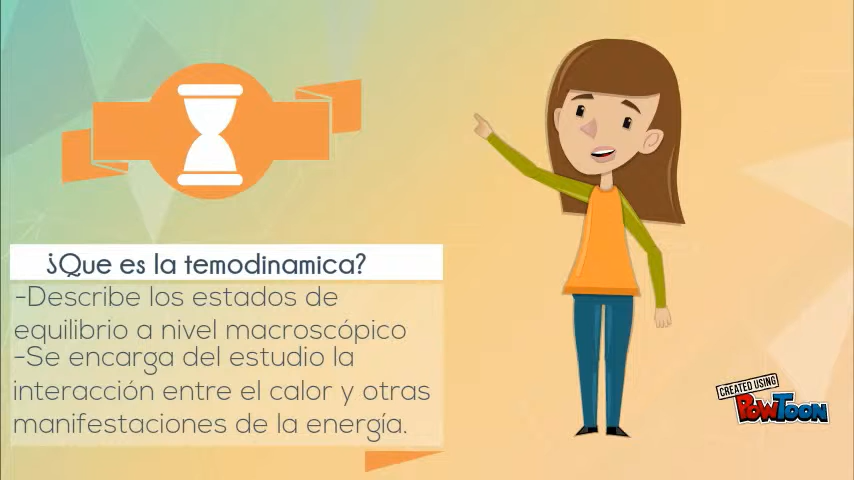 ¿Que es la temodinamica?
-Describe los estados de
equilibrio a nivel macroscópico
-Se encarga del estudio la
interacción entre el calor y otras
manifestaciones de la energía.
CREATED USING
POWTOON